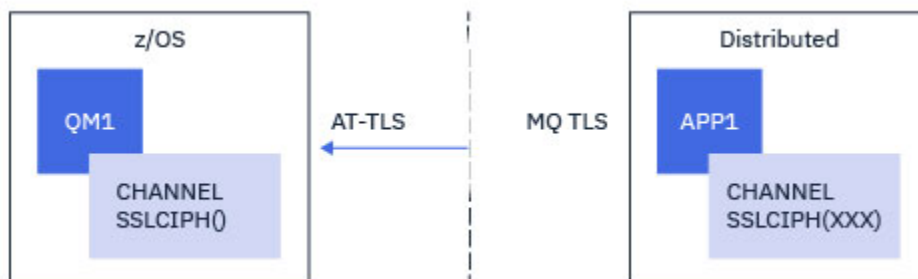 z/OS
QM1
CHANNEL
SSLCIPH()
AT-TLS
MQ TLS
Distributed
APP1
CHANNEL
SSLCIPH(XXX)